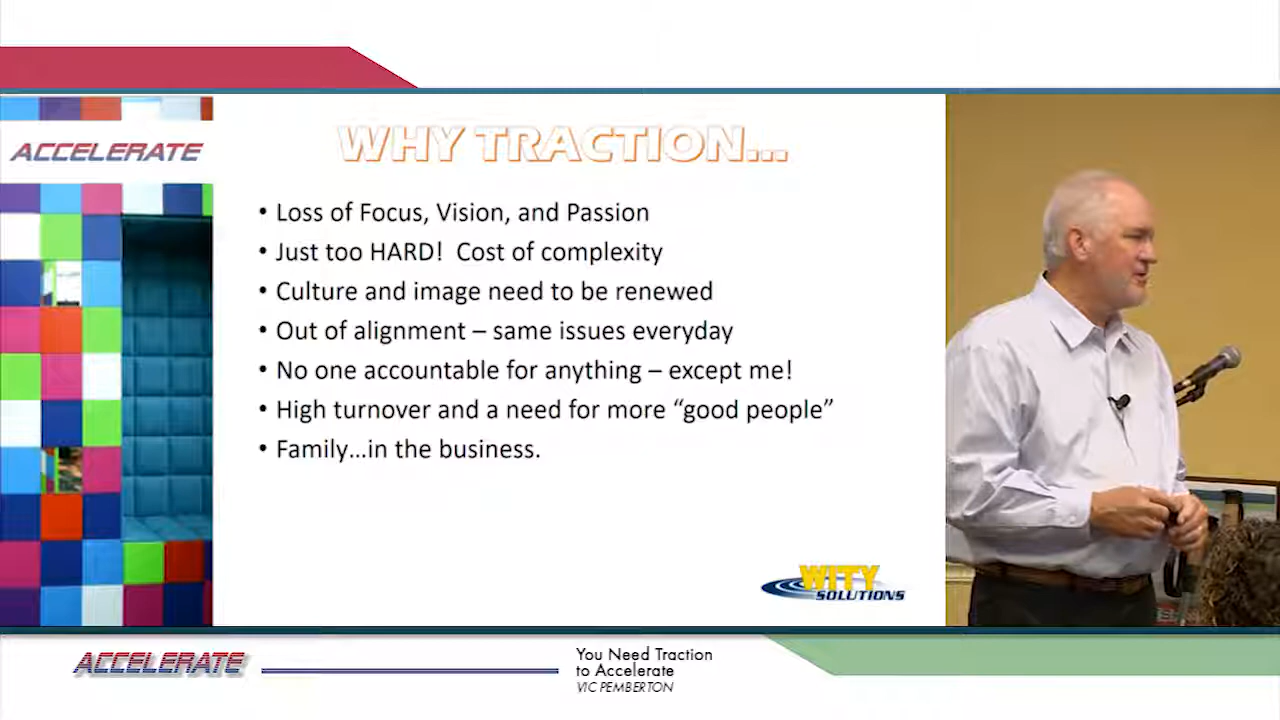 ACCELERATE
WHY TRACTION...
• Loss of Focus, Vision, and Passion
• Just too HARD!  Cost of complexity
• Culture and image need to be renewed
• Out of alignment – same issues everyday
• No one accountable for anything – except me!
• High turnover and a need for more “good people”
• Family...in the business.
WITY
SOLUTIONS
ACCELERATE
You Need Traction
to Accelerate
VIC PEMBERTON